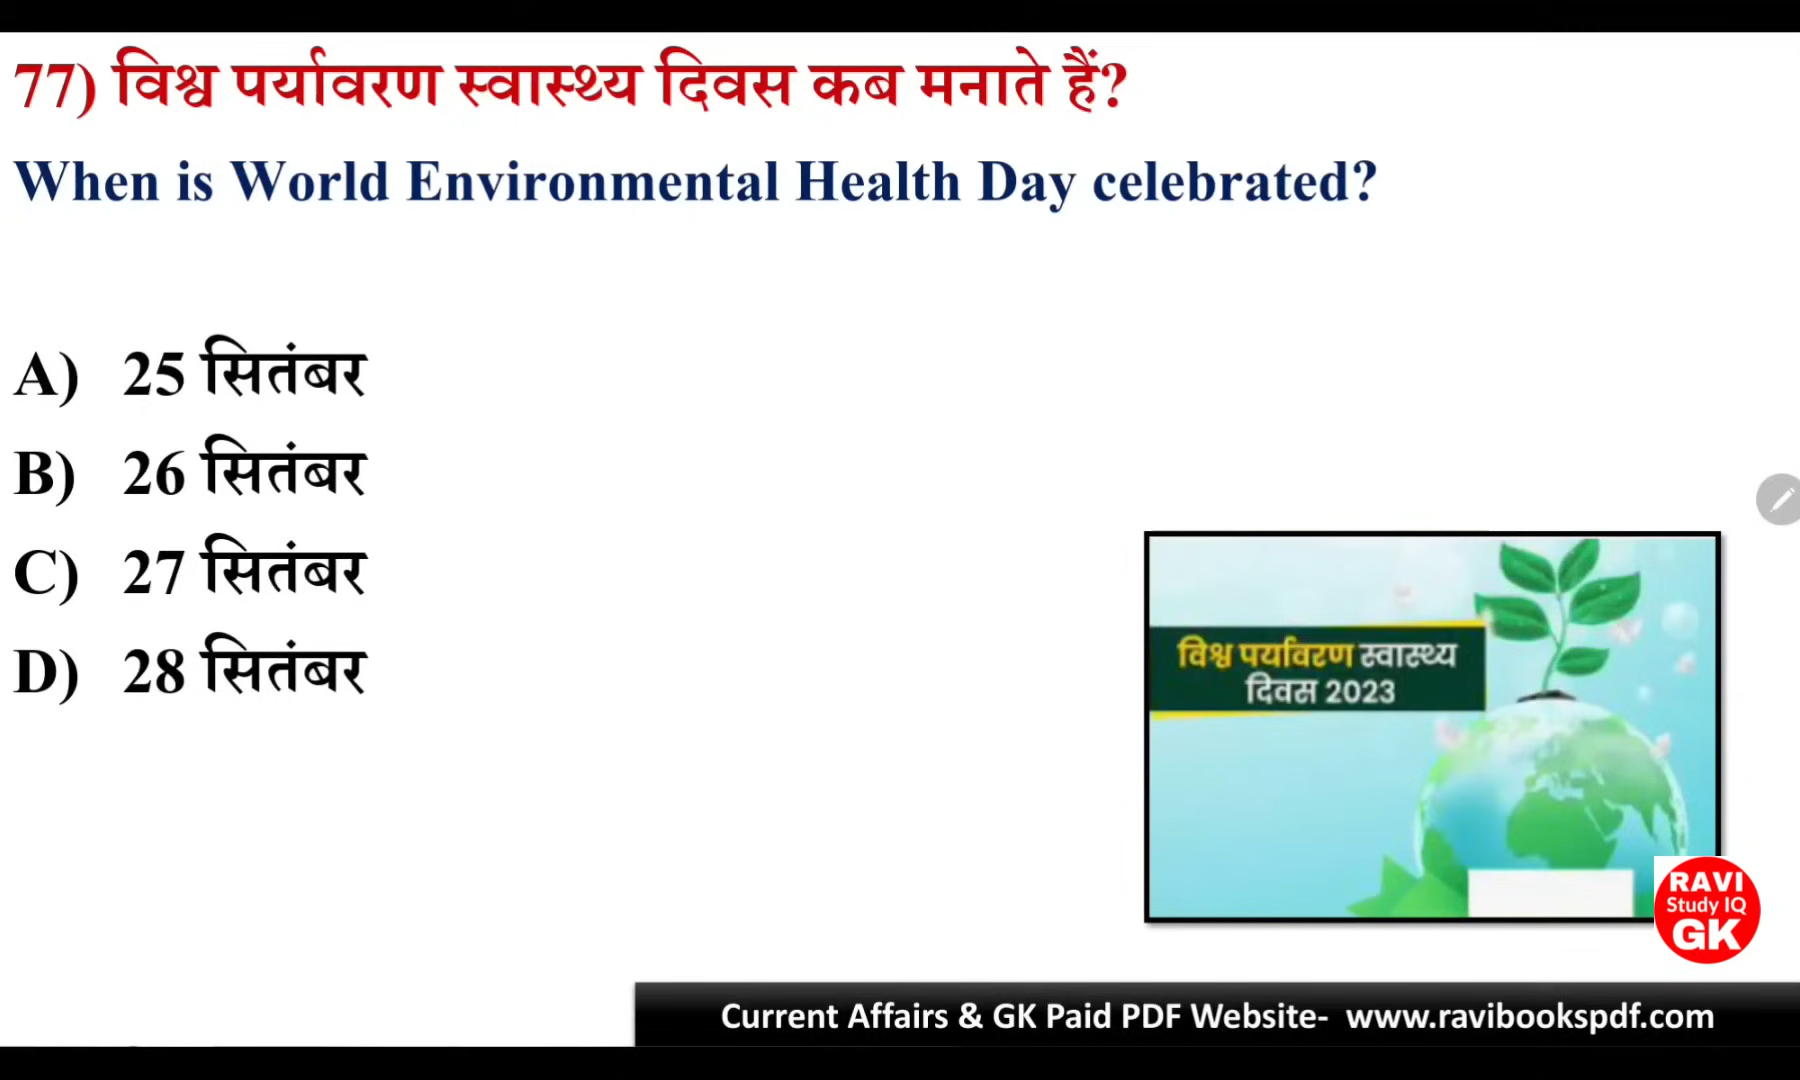 77) विश्व पर्यावरण स्वास्थ्य दिवस कब मनाते हैं?
When is World Environmental Health Day celebrated?
A) 25 सितंबर
B) 26 सितंबर
C) 27 सितंबर
D) 28 सितंबर
विश्व पर्यावरण स्वास्थ्य
दिवस 2023
RAVI
Study IQ
GK
Current Affairs & GK Paid PDF Website- www.ravibookspdf.com